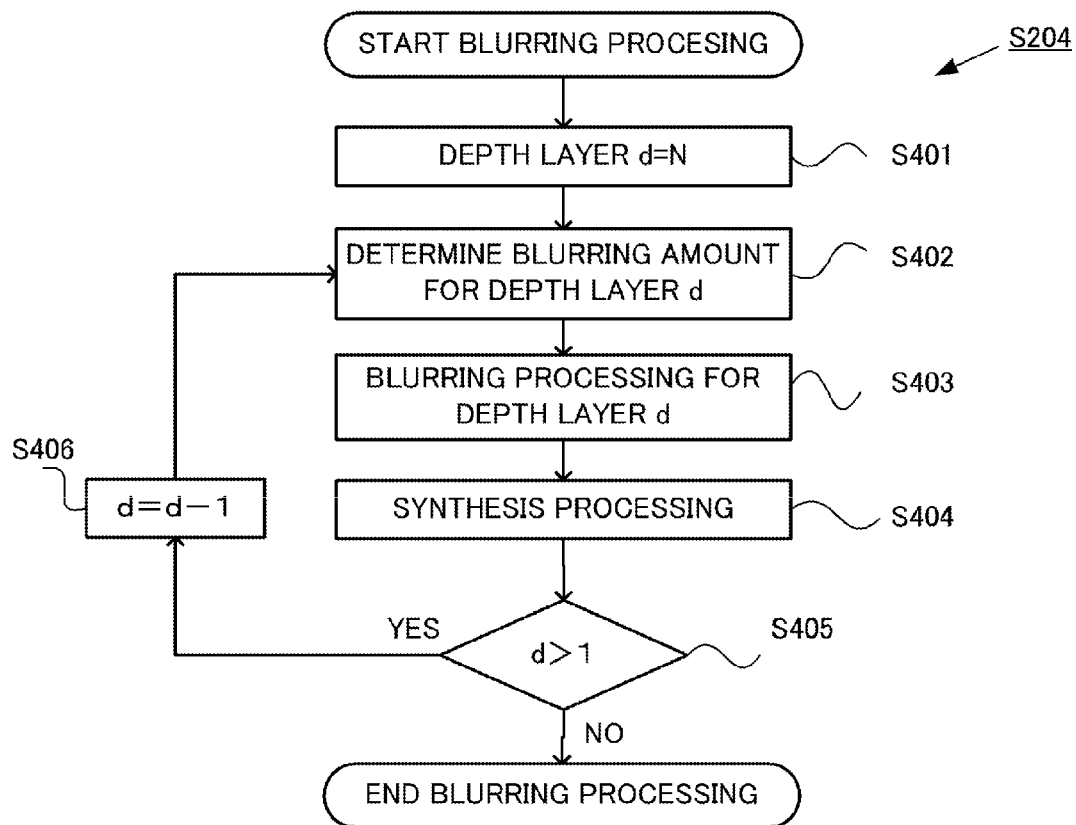 START BLURRING PROCESING
S204
DEPTH LAYER d=N
S401
DETERMINE BLURRING AMOUNT
FOR DEPTH LAYER d
S402
BLURRING PROCESSING FOR
DEPTH LAYER d
S403
S406
d=d-1
SYNTHESIS PROCESSING
S404
YES
d>1
S405
NO
END BLURRING PROCESSING